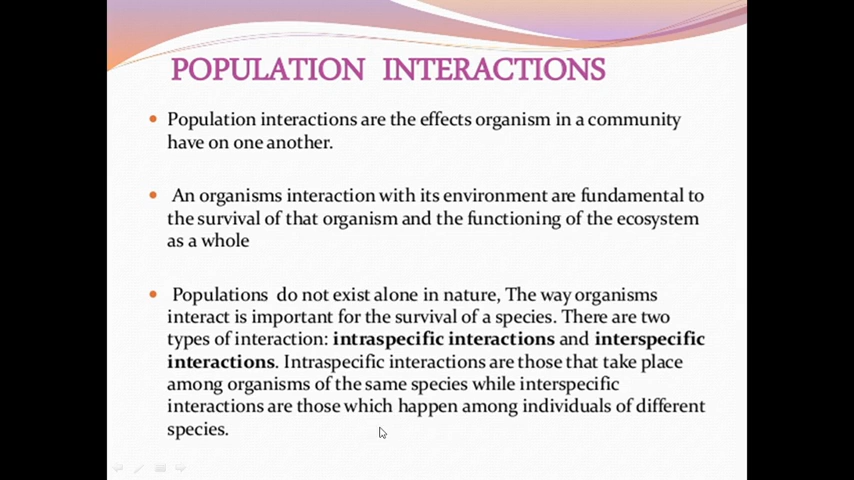 POPULATION INTERACTIONS
• Population interactions are the effects organism in a community
have on one another.
• An organisms interaction with its environment are fundamental to
the survival of that organism and the functioning of the ecosystem
as a whole
• Populations do not exist alone in nature, The way organisms
interact is important for the survival of a species. There are two
types of interaction: intraspecific interactions and interspecific
interactions. Intraspecific interactions are those that take place
among organisms of the same species while interspecific
interactions are those which happen among individuals of different
species.